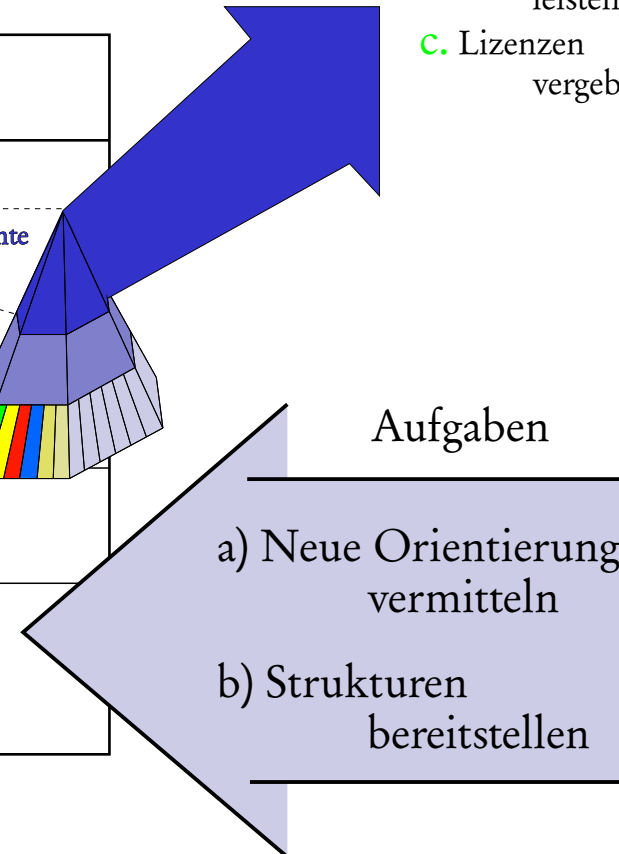 c. Lizenzen
Aufgaben
a) Neue Orientierung
vermitteln
b) Strukturen
bereitstellen